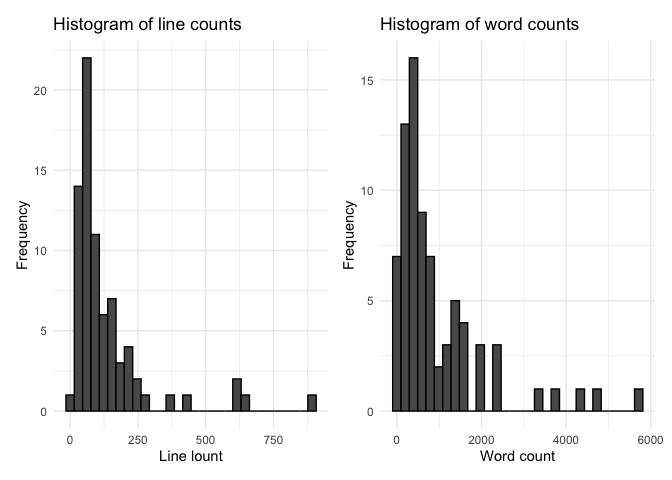 Histogram of line counts
Frequency
20
15
10
5
0
0
250
500
750
Line lount
Histogram of word counts
Frequency
15
10
5
0
0
2000
4000
6000
Word count